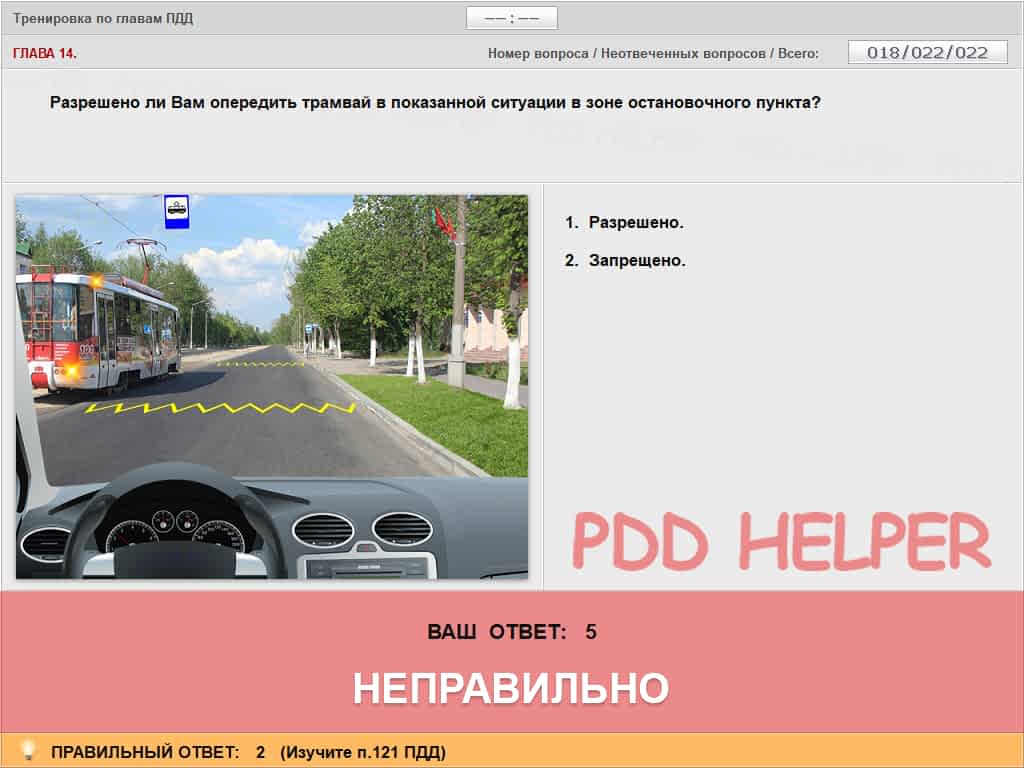 Тренировка по главам ПДД
–– : ––
ГЛАВА 14.
Номер вопроса / Неотвеченных вопросов / Всего:
018/022/022
Разрешено ли Вам опередить трамвай в показанной ситуации в зоне остановочного пункта?
1. Разрешено.
2. Запрещено.
PDD HELPER
ВАШ ОТВЕТ: 5
НЕПРАВИЛЬНО
ПРАВИЛЬНЫЙ ОТВЕТ: 2 (Изучите п.121 ПДД)